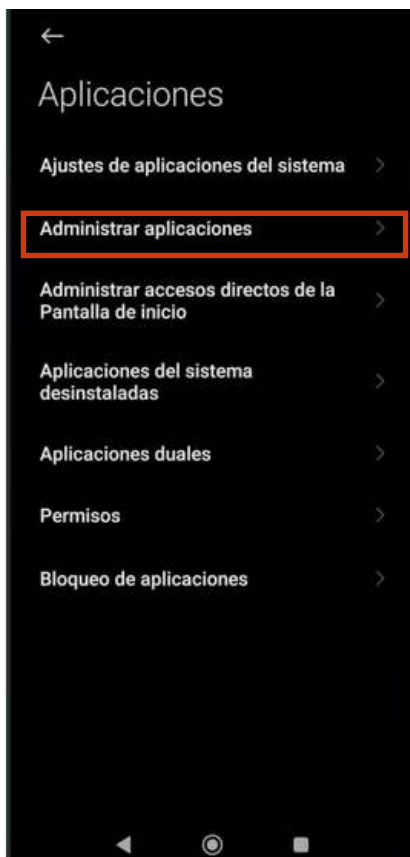 Aplicaciones
Ajustes de aplicaciones del sistema
Administrar aplicaciones
Administrar accesos directos de la
Pantalla de inicio
Aplicaciones del sistema
desinstaladas
Aplicaciones duales
Permisos
Bloqueo de aplicaciones